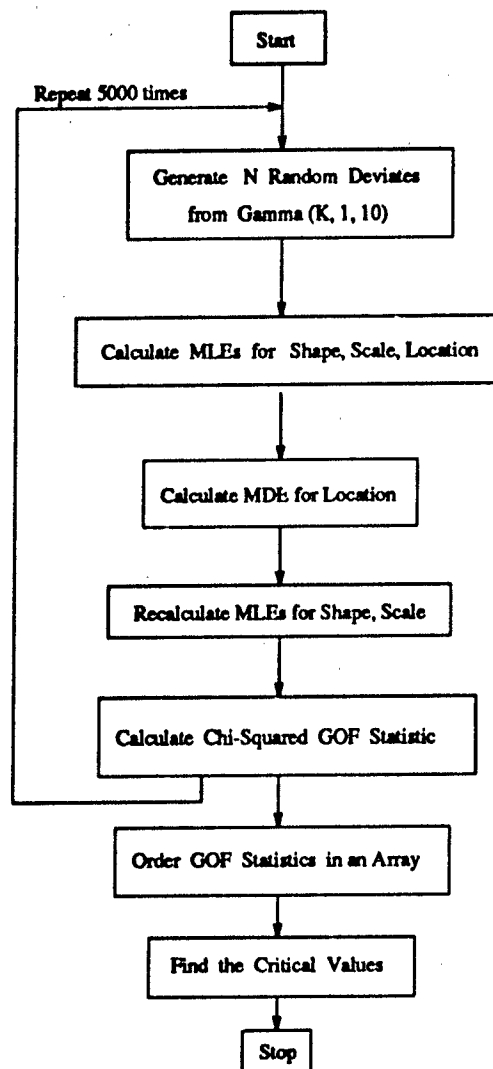 Start
Repeat 5000 times
Generate N Random Deviates
from Gamma (K, 1, 10)
Calculate MLEs for Shape, Scale, Location
Calculate MDE for Location
Recalculate MLEs for Shape, Scale
Calculate Chi-Squared GOF Statistic
Order GOF Statistics in an Array
Find the Critical Values
Stop